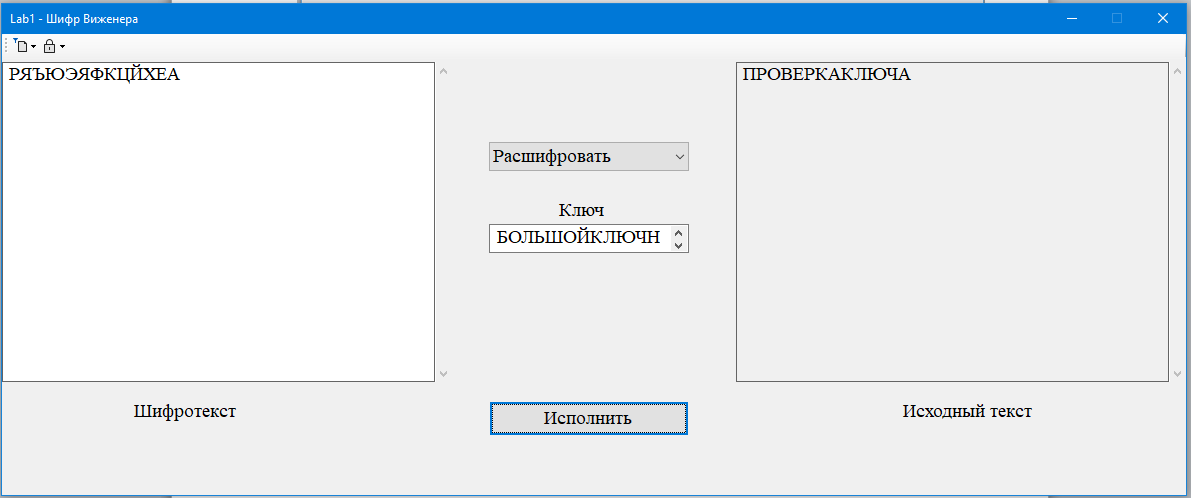 Lab1 - Шифр Виженера
РЯЪЮЭЯФКЦЙХЕА
ПРОВЕРКАКЛЮЧА
Расшифровать
Ключ
БОЛЬШОЙКЛЮЧН
Шифротекст
Исполнить
Исходный текст